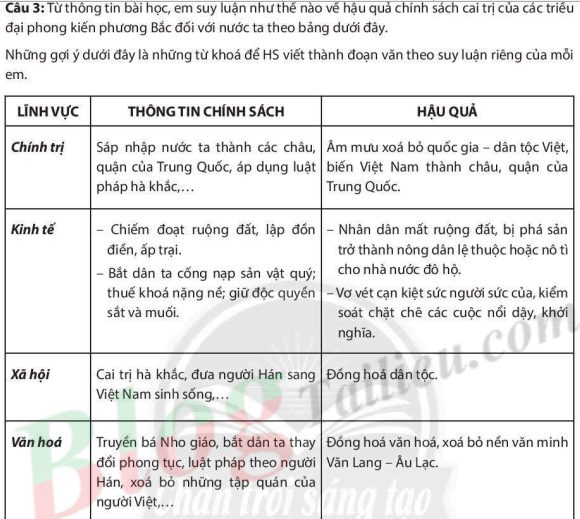 Câu 3: Từ thông tin bài học, em suy luận như thế nào về hậu quả chính sách cai trị của các triều
đại phong kiến phương Bắc đối với nước ta theo bảng dưới đây.
Những gợi ý dưới đây là những từ khoá để HS viết thành đoạn văn theo suy luận riêng của mỗi
em.
LĨNH VỰC
THÔNG TIN CHÍNH SÁCH
HẬU QUẢ
Chính trị
Sáp nhập nước ta thành các châu,
quận của Trung Quốc, áp dụng luật
pháp hà khắc,…
Âm mưu xoá bỏ quốc gia – dân tộc Việt,
biến Việt Nam thành châu, quận của
Trung Quốc.
Kinh tế
– Chiếm đoạt ruộng đất, lập đồn
điền, ấp trại.
– Bắt dân ta cống nạp sản vật quý;
thuế khoá nặng nề; giữ độc quyền
sắt và muối.
– Nhân dân mất ruộng đất, bị phá sản
trở thành nông dân lệ thuộc hoặc nô tì
cho nhà nước đô hộ.
– Vơ vét cạn kiệt sức người sức của, kiểm
soát chặt chẽ các cuộc nổi dậy, khởi
nghĩa.
Xã hội
Cai trị hà khắc, đưa người Hán sang
Việt Nam sinh sống,…
Đồng hoá dân tộc.
Văn hoá
Truyền bá Nho giáo, bắt dân ta thay
đổi phong tục, luật pháp theo người
Hán, xoá bỏ những tập quán của
người Việt,…
Đồng hoá văn hoá, xoá bỏ nền văn minh
Văn Lang – Âu Lạc.
Blog Tailieu.com
Chân trời sáng tạo